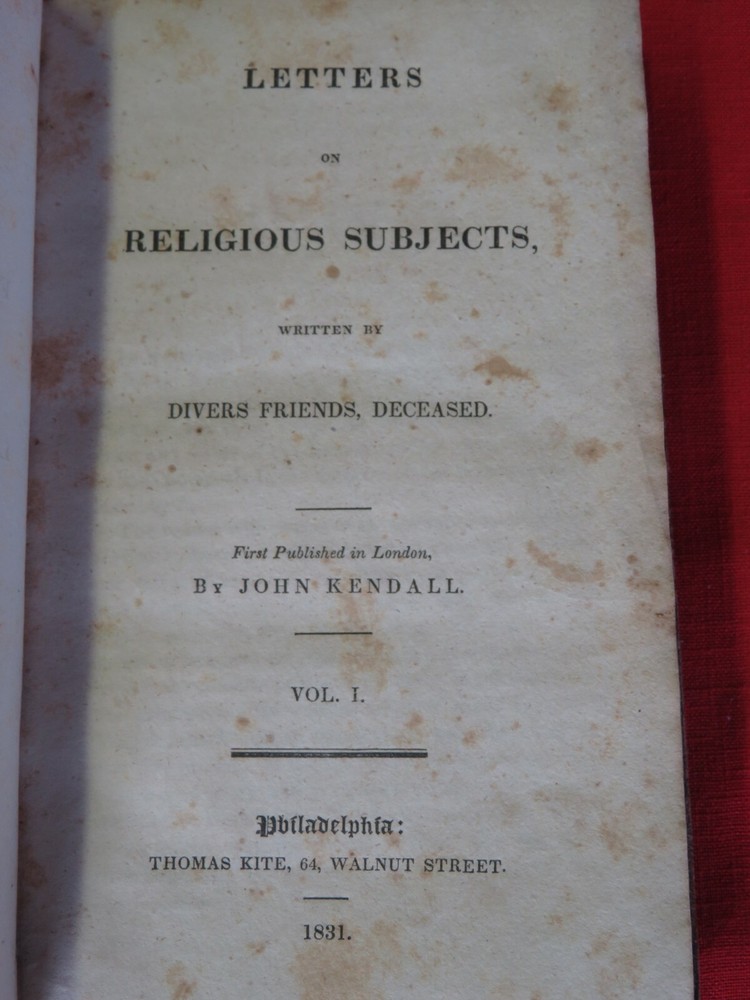 LETTERS
ON
RELIGIOUS SUBJECTS,
WRITTEN BY
DIVERS FRIENDS, DECEASED.
First Published in London,
By JOHN KENDALL.
VOL. I.
Philadelphia:
THOMAS KITE, 64, WALNUT STREET.
1831.